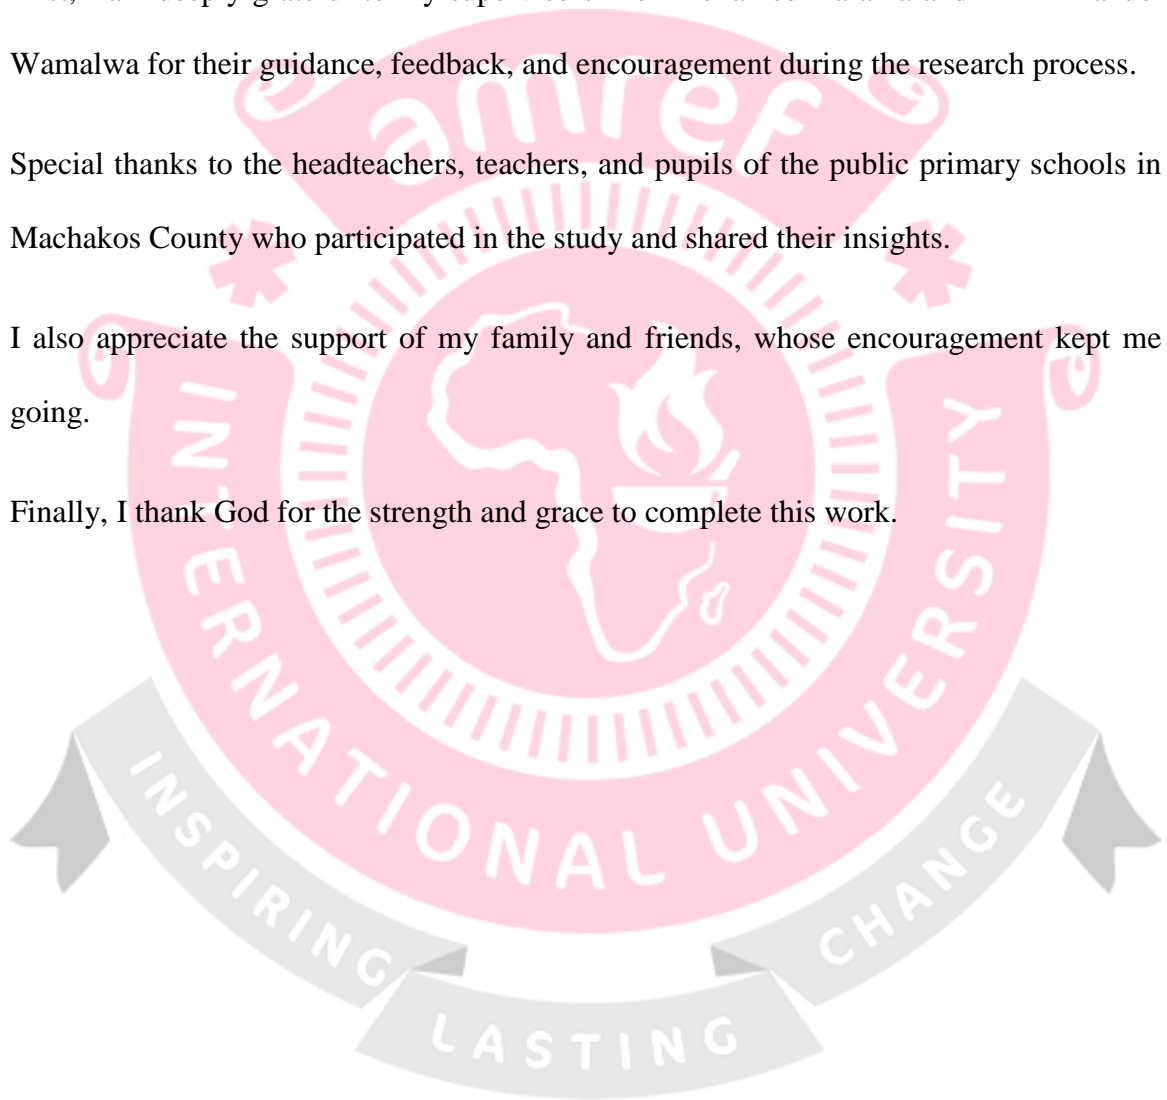 Wamalwa for their guidance, feedback, and encouragement during the research process.
Special thanks to the headteachers, teachers, and pupils of the public primary schools in
Machakos County who participated in the study and shared their insights.
I also appreciate the support of my family and friends, whose encouragement kept me
going.
Finally, I thank God for the strength and grace to complete this work.
amref
INTERNATIONAL UNIVERSITY
INSPIRING
LASTING
CHANGE